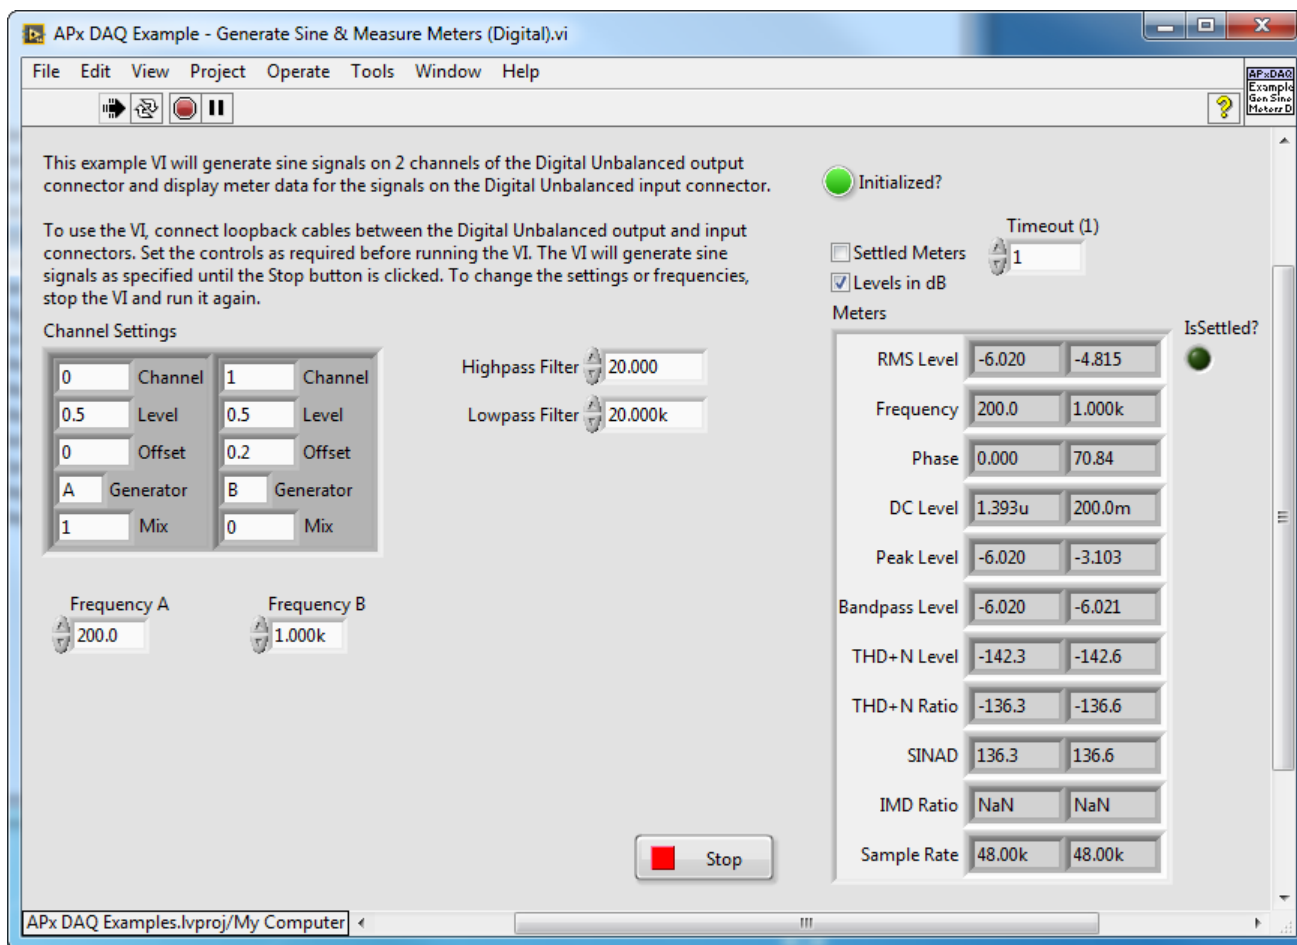 APx DAQ Example - Generate Sine & Measure Meters (Digital).vi
File Edit View Project Operate Tools Window Help
APxDAQ
Example
Gen Sine
Meters D
This example VI will generate sine signals on 2 channels of the Digital Unbalanced output
connector and display meter data for the signals on the Digital Unbalanced input connector.
To use the VI, connect loopback cables between the Digital Unbalanced output and input
connectors. Set the controls as required before running the VI. The VI will generate sine
signals as specified until the Stop button is clicked. To change the settings or frequencies,
stop the VI and run it again.
Initialized?
Timeout (1)
Settled Meters 1
Levels in dB
Channel Settings
0 Channel 1 Channel
0.5 Level 0.5 Level
0 Offset 0.2 Offset
A Generator B Generator
1 Mix 0 Mix
Highpass Filter 20.000
Lowpass Filter 20.000k
Frequency A Frequency B
200.0 1.000k
Meters
IsSettled?
RMS Level -6.020 -4.815
Frequency 200.0 1.000k
Phase 0.000 70.84
DC Level 1.393u 200.0m
Peak Level -6.020 -3.103
Bandpass Level -6.020 -6.021
THD+N Level -142.3 -142.6
THD+N Ratio -136.3 -136.6
SINAD 136.3 136.6
IMD Ratio NaN NaN
Sample Rate 48.00k 48.00k
Stop
APx DAQ Examples.lvproj/My Computer